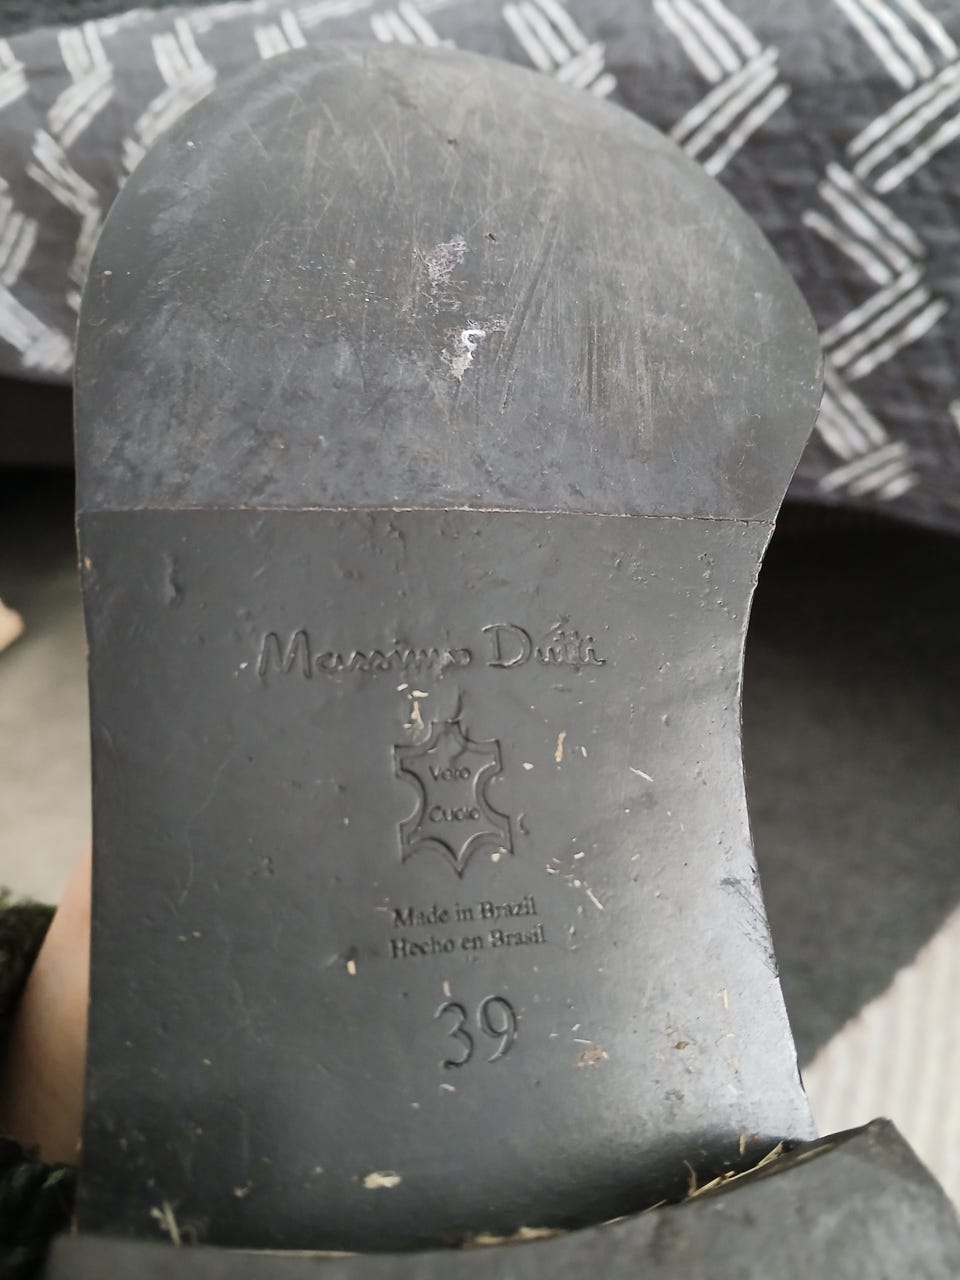 Massimo Dutti
Vero
Cuoio
Made in Brazil
Hecho en Brasil
39